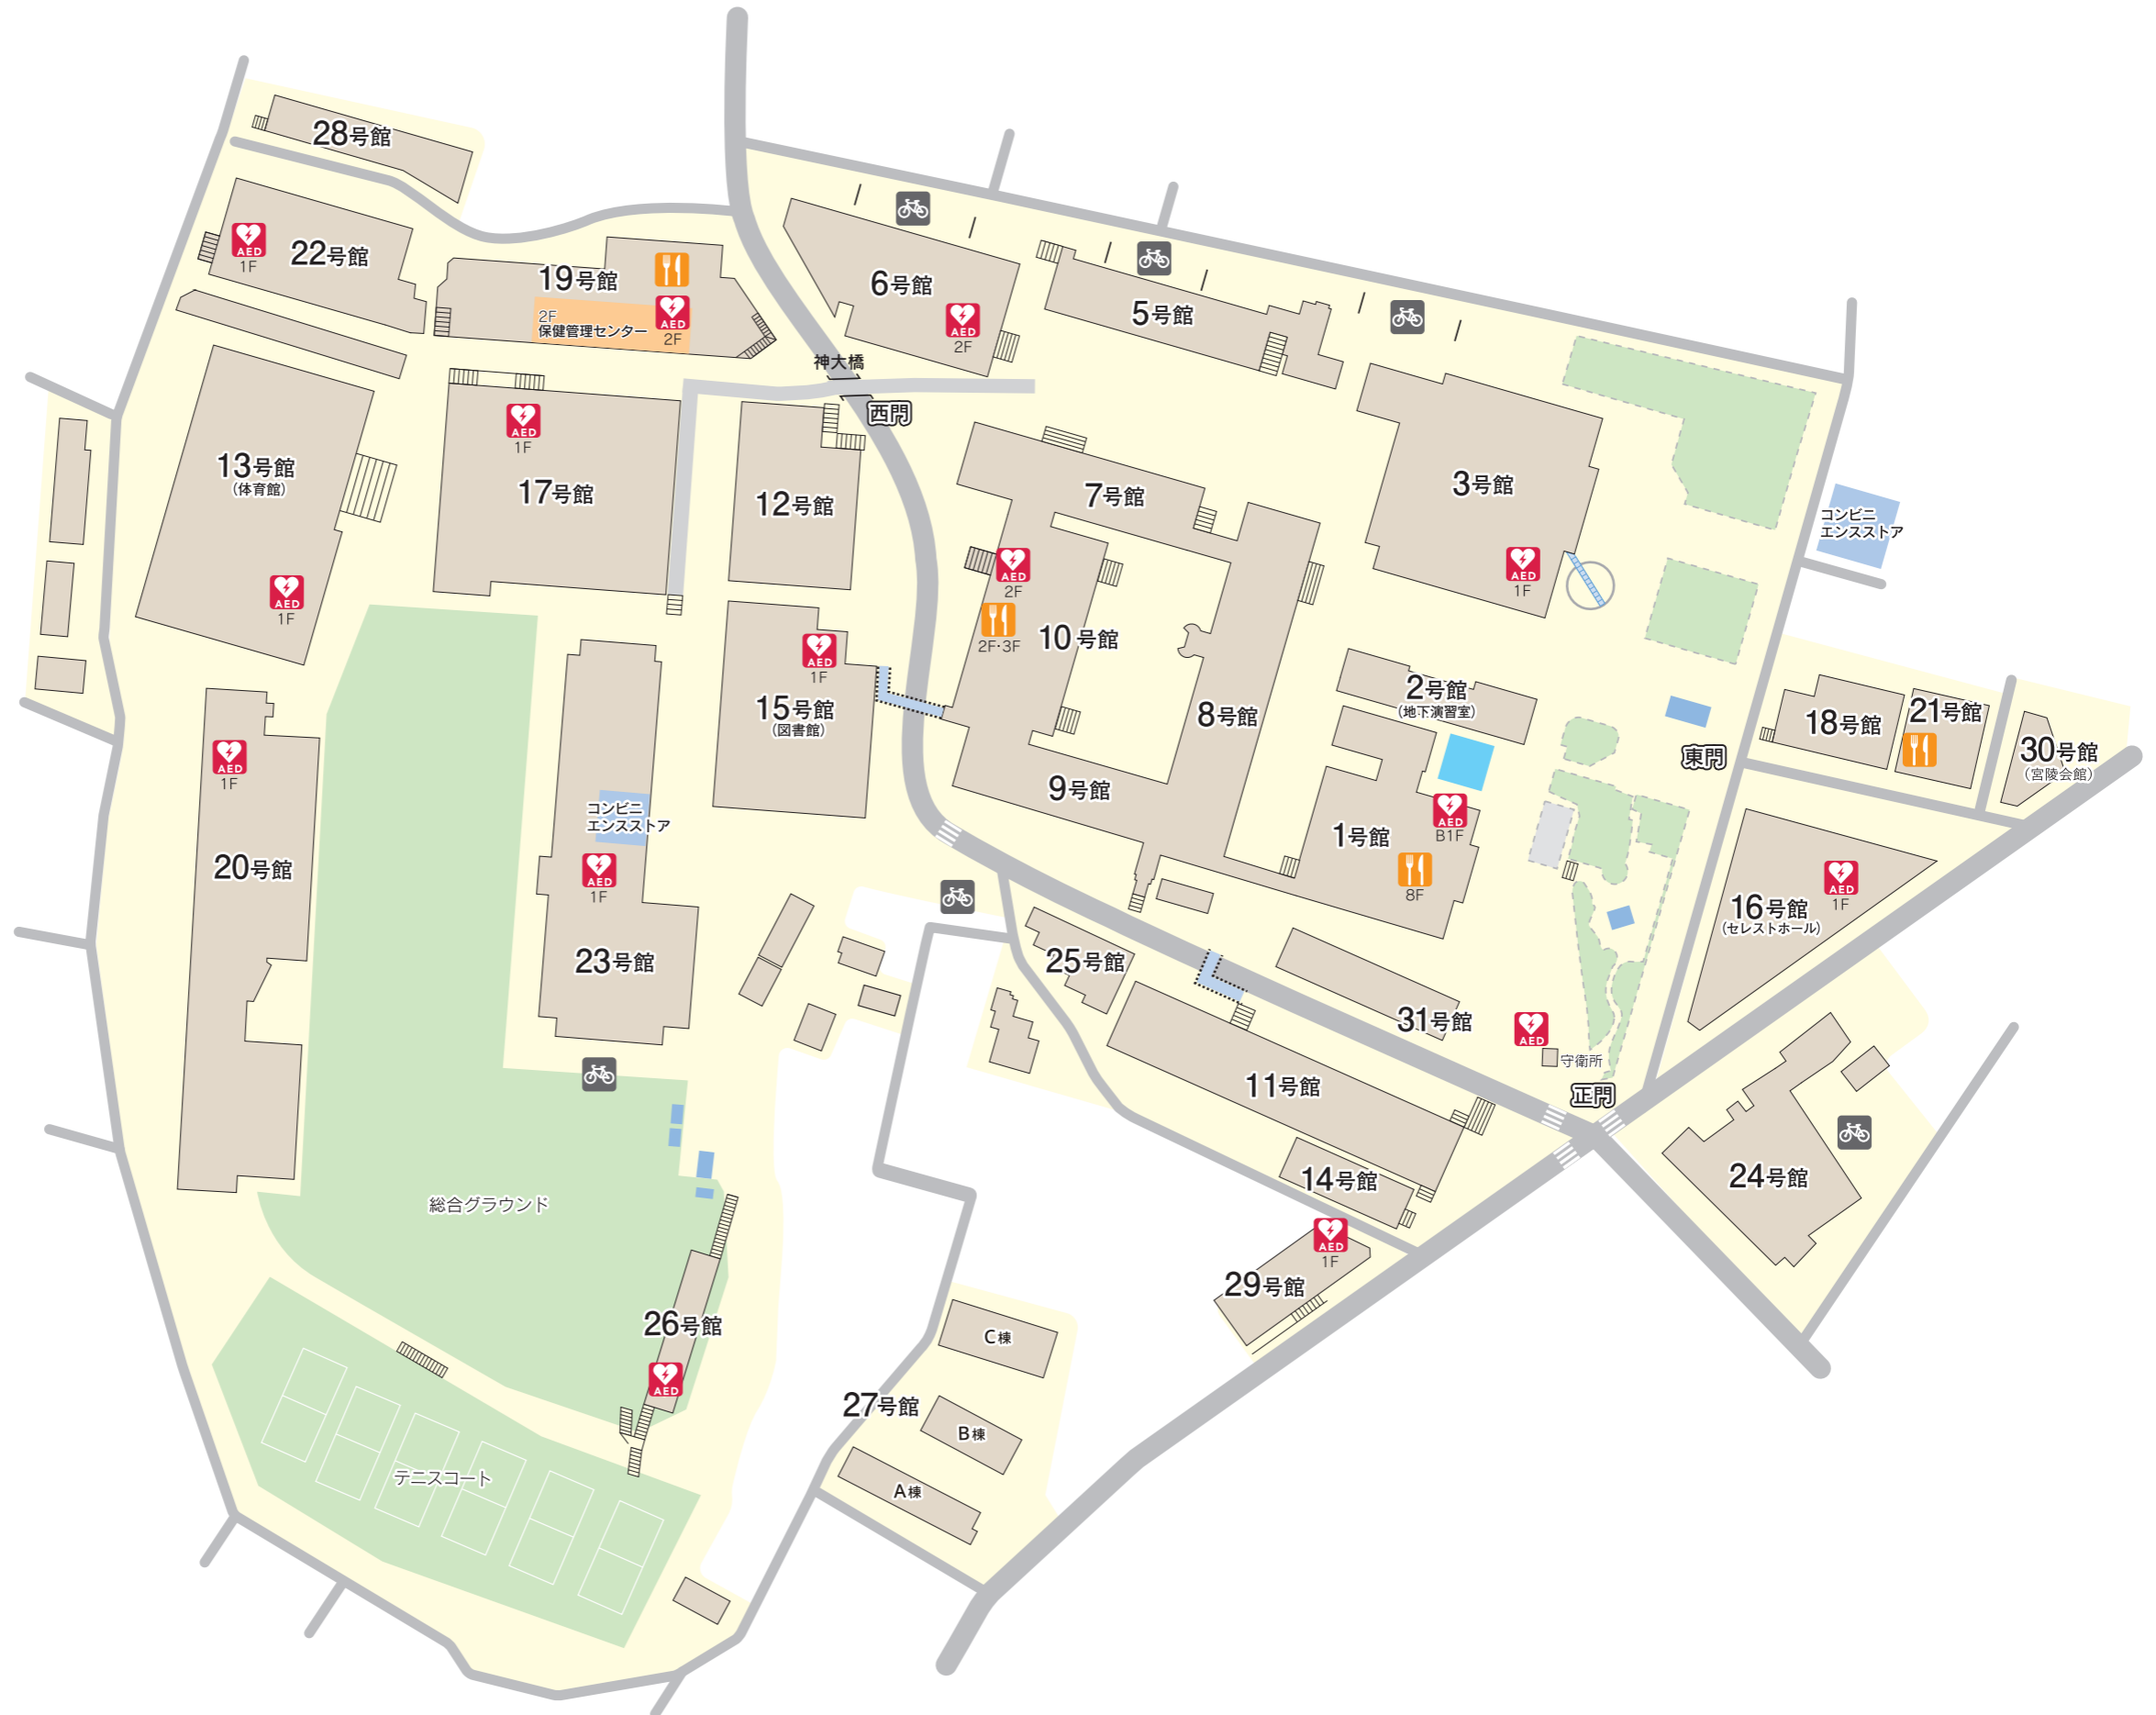 28号館
AED
1F
22号館
19号館
2F
保健管理センター
AED
2F
6号館
AED
2F
5号館
神大橋
西門
13号館
(体育館)
AED
1F
AED
1F
17号館
12号館
7号館
3号館
AED
1F
コンビニ
エンスストア
AED
2F
2F・3F
10号館
8号館
9号館
AED
1F
15号館
(図書館)
2号館
(地下演習室)
AED
B1F
1号館
8F
東門
18号館
21号館
30号館
(宮陵会館)
AED
1F
16号館
(セレストホール)
AED
1F
20号館
コンビニ
エンスストア
AED
1F
23号館
25号館
31号館
AED
守衛所
正門
11号館
14号館
24号館
AED
1F
29号館
総合グラウンド
26号館
AED
テニスコート
27号館
C棟
B棟
A棟